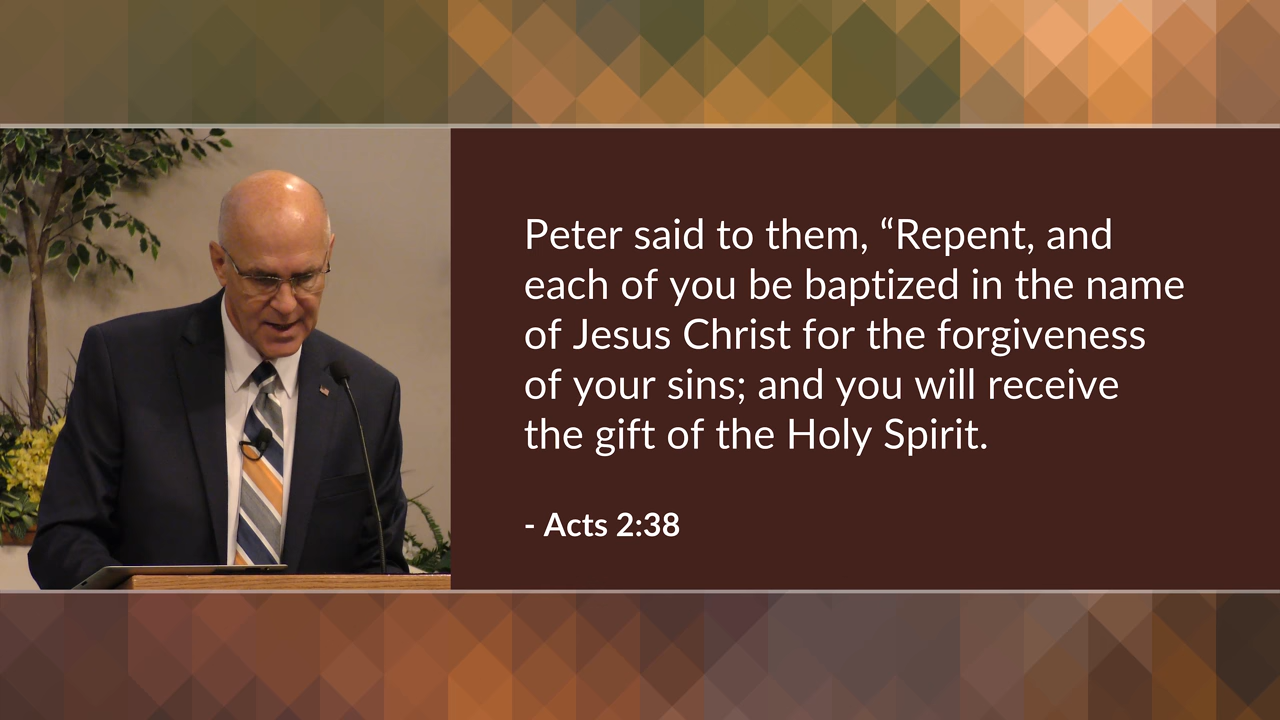 Peter said to them, “Repent, and
each of you be baptized in the name
of Jesus Christ for the forgiveness
of your sins; and you will receive
the gift of the Holy Spirit.
- Acts 2:38